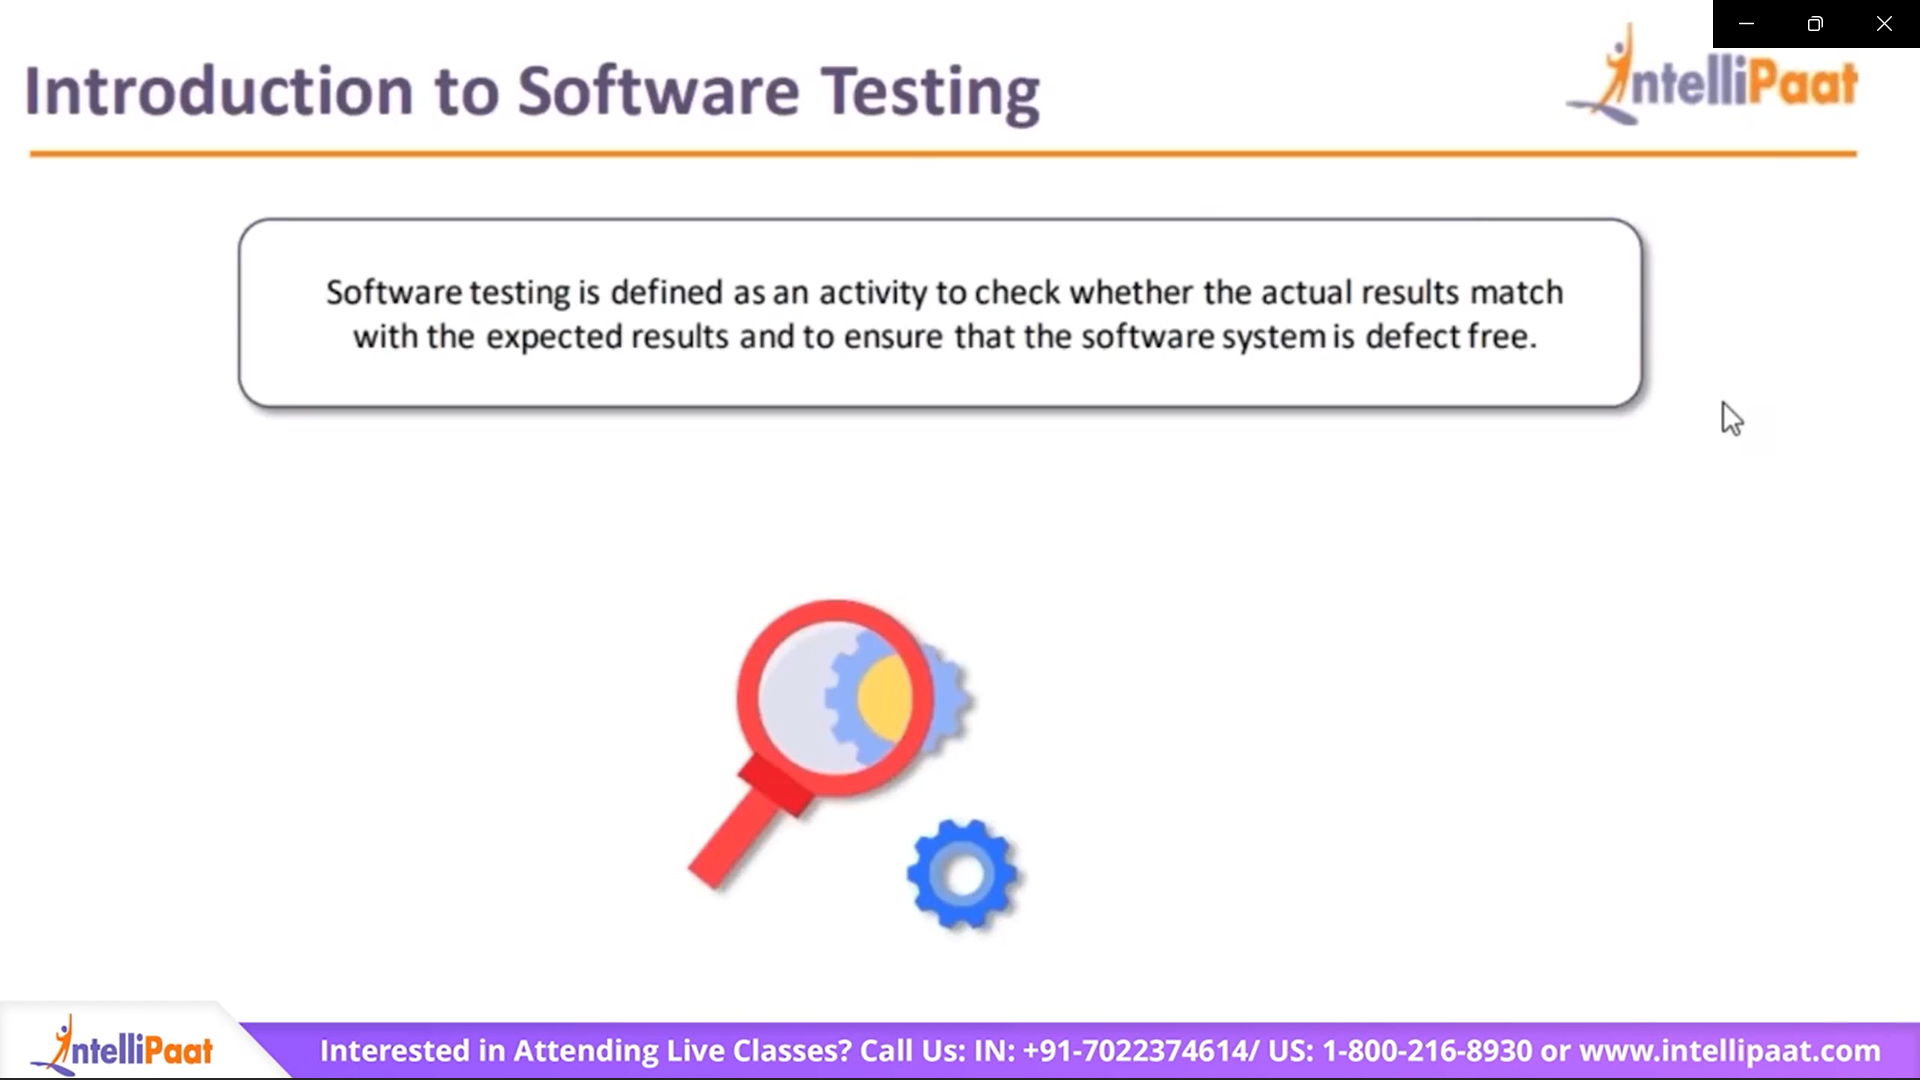 Introduction to Software Testing
IntelliPaat
Software testing is defined as an activity to check whether the actual results match
with the expected results and to ensure that the software system is defect free.
IntelliPaat
Interested in Attending Live Classes? Call Us: IN: +91-7022374614/ US: 1-800-216-8930 or www.intellipaat.com